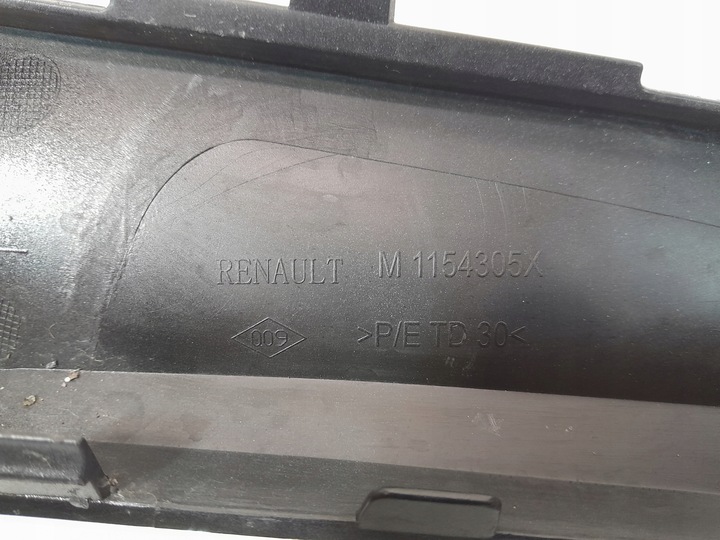 RENAULT M 1154305X
009 >P/E TD 30<